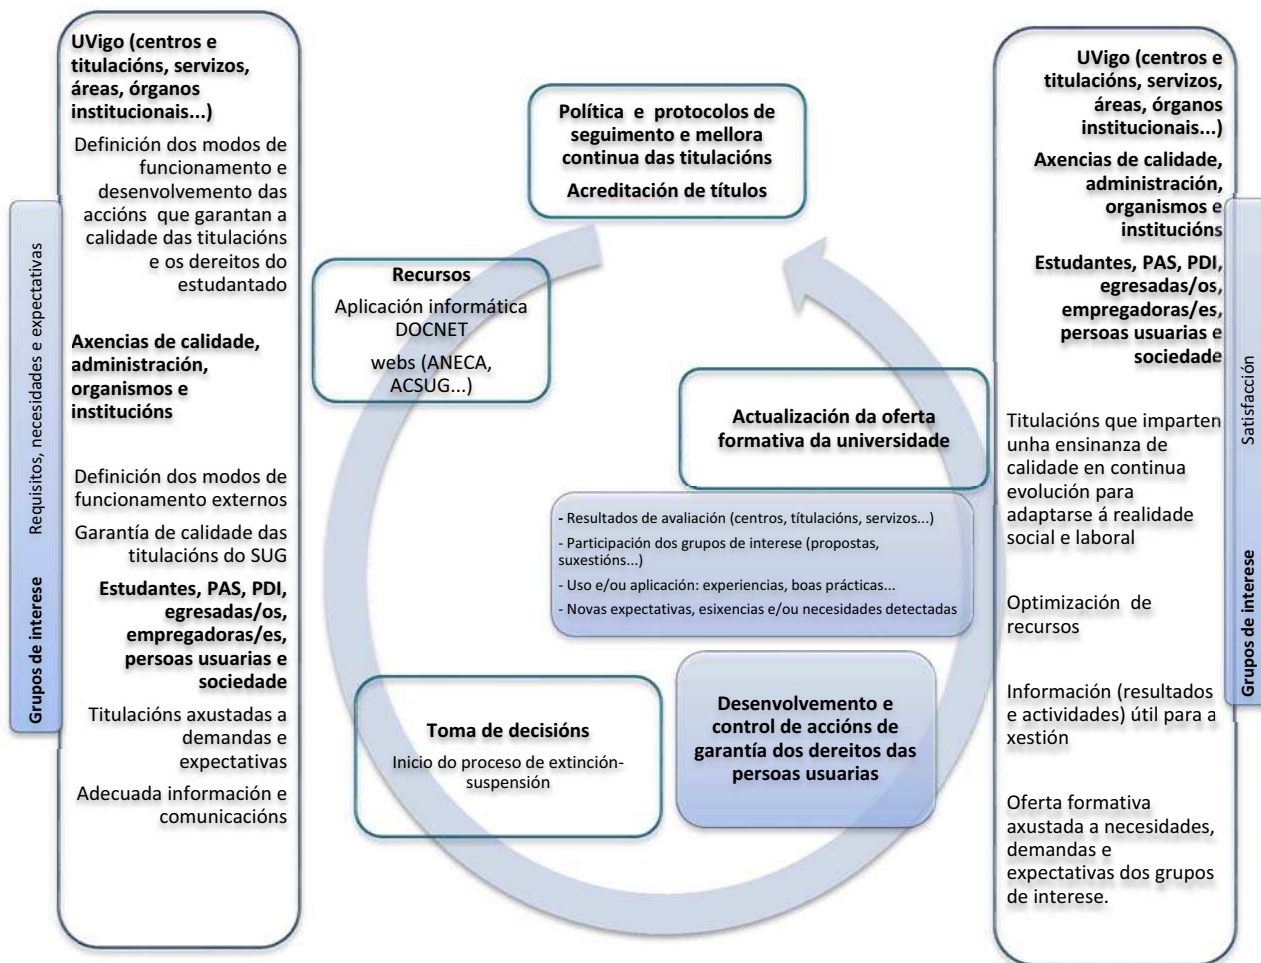 Grupos de interese
Requisitos, necesidades e expectativas
UVigo (centros e
titulacións, servizos,
áreas, órganos
institucionais...)
Definición dos modos de
funcionamento e
desenvolvemento das
accións que garantan a
calidade das titulacións
e os dereitos do
estudantado
Axencias de calidade,
administración,
organismos e
institucións
Definición dos modos de
funcionamento externos
Garantía de calidade das
titulacións do SUG
Estudantes, PAS, PDI,
egresadas/os,
empregadoras/es,
persoas usuarias e
sociedade
Titulacións axustadas a
demandas e
expectativas
Adecuada información e
comunicacións
Política e protocolos de
seguimento e mellora
continua das titulacións
Acreditación de títulos
Recursos
Aplicación informática
DOCNET
webs (ANECA,
ACSUG...)
Actualización da oferta
formativa da universidade
- Resultados de avaliación (centros, títulacións, servizos...)
- Participación dos grupos de interese (propostas,
suxestións...)
- Uso e/ou aplicación: experiencias, boas prácticas...
- Novas expectativas, esixencias e/ou necesidades detectadas
Toma de decisións
Inicio do proceso de extinción-
suspensión
Desenvolvemento e
control de accións de
garantía dos dereitos das
persoas usuarias
UVigo (centros e
titulacións, servizos,
áreas, órganos
institucionais...)
Axencias de calidade,
administración,
organismos e
institucións
Estudantes, PAS, PDI,
egresadas/os,
empregadoras/es,
persoas usuarias e
sociedade
Titulacións que imparten
unha ensinanza de
calidade en continua
evolución para
adaptarse á realidade
social e laboral
Optimización de
recursos
Información (resultados
e actividades) útil para a
xestión
Oferta formativa
axustada a necesidades,
demandas e
expectativas dos grupos
de interese.
Grupos de interese
Satisfacción